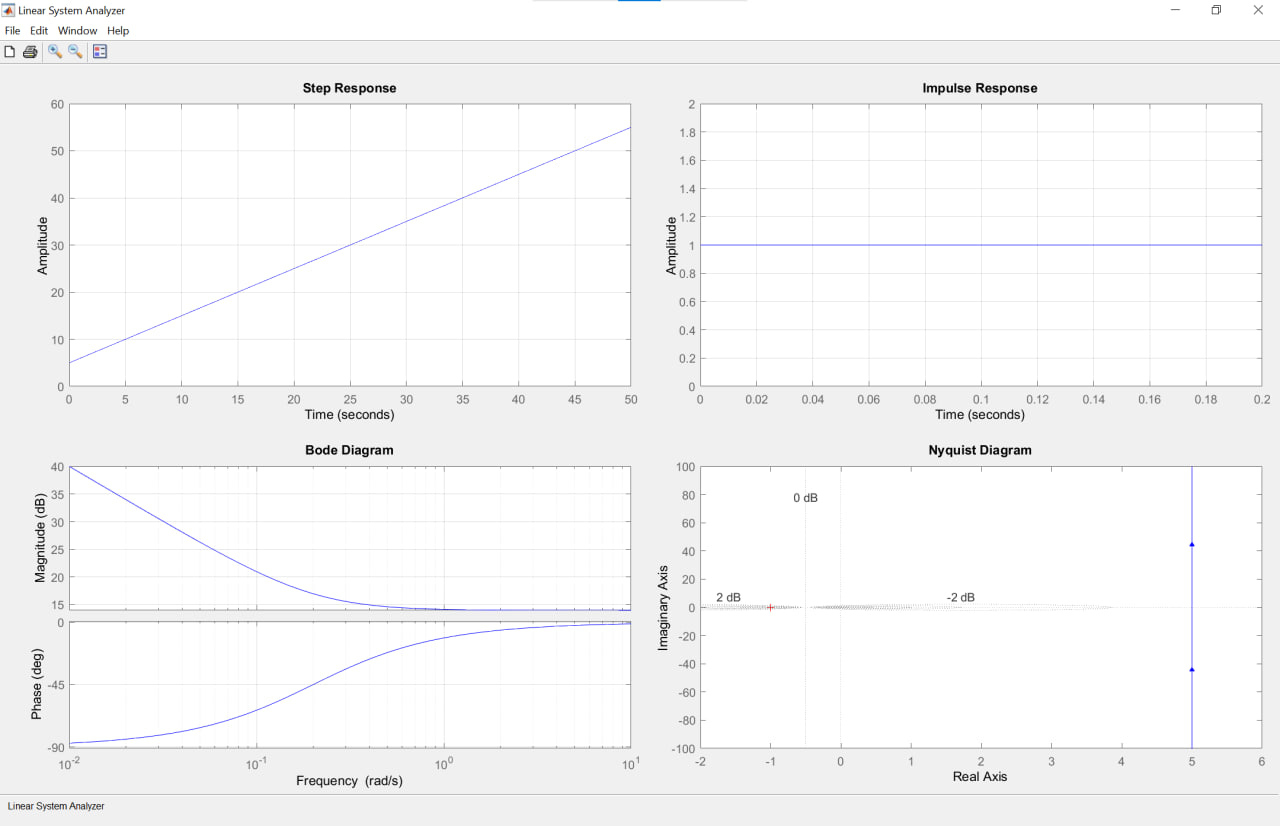 Linear System Analyzer
File Edit Window Help
Step Response
60
50
40
30
20
10
0
Amplitude
0 5 10 15 20 25 30 35 40 45 50
Time (seconds)
Impulse Response
2
1.8
1.6
1.4
1.2
1
0.8
0.6
0.4
0.2
0
Amplitude
0 0.02 0.04 0.06 0.08 0.1 0.12 0.14 0.16 0.18 0.2
Time (seconds)
Bode Diagram
40
35
30
25
20
15
Magnitude (dB)
0
-45
-90
Phase (deg)
10⁻² 10⁻¹ 10⁰ 10¹
Frequency (rad/s)
Nyquist Diagram
100
80
60
40
20
0
-20
-40
-60
-80
-100
Imaginary Axis
0 dB
2 dB -2 dB
-2 -1 0 1 2 3 4 5 6
Real Axis
Linear System Analyzer